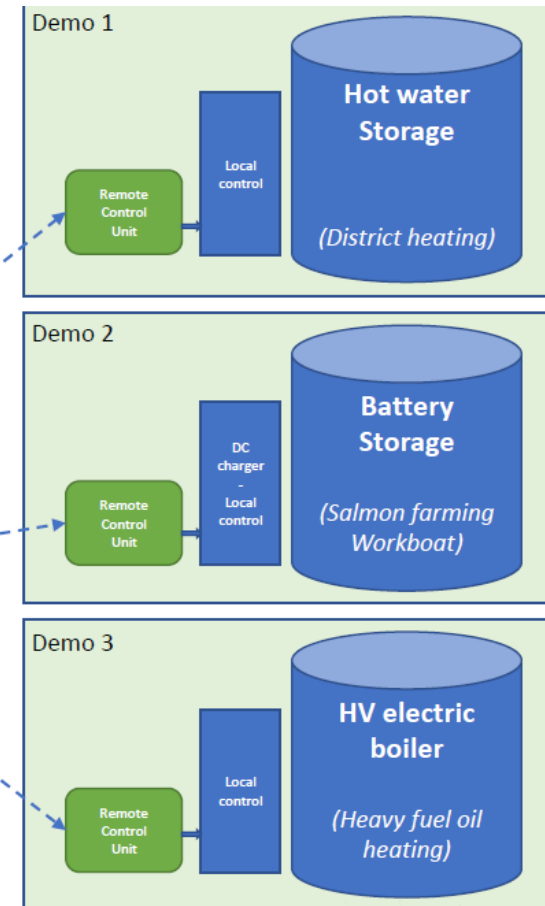 Demo 1
Hot water
Storage
(District heating)
Local
control
Remote
Control
Unit
Demo 2
Battery
Storage
(Salmon farming
Workboat)
DC
charger
-
Local
control
Remote
Control
Unit
Demo 3
HV electric
boiler
(Heavy fuel oil
heating)
Local
control
Remote
Control
Unit